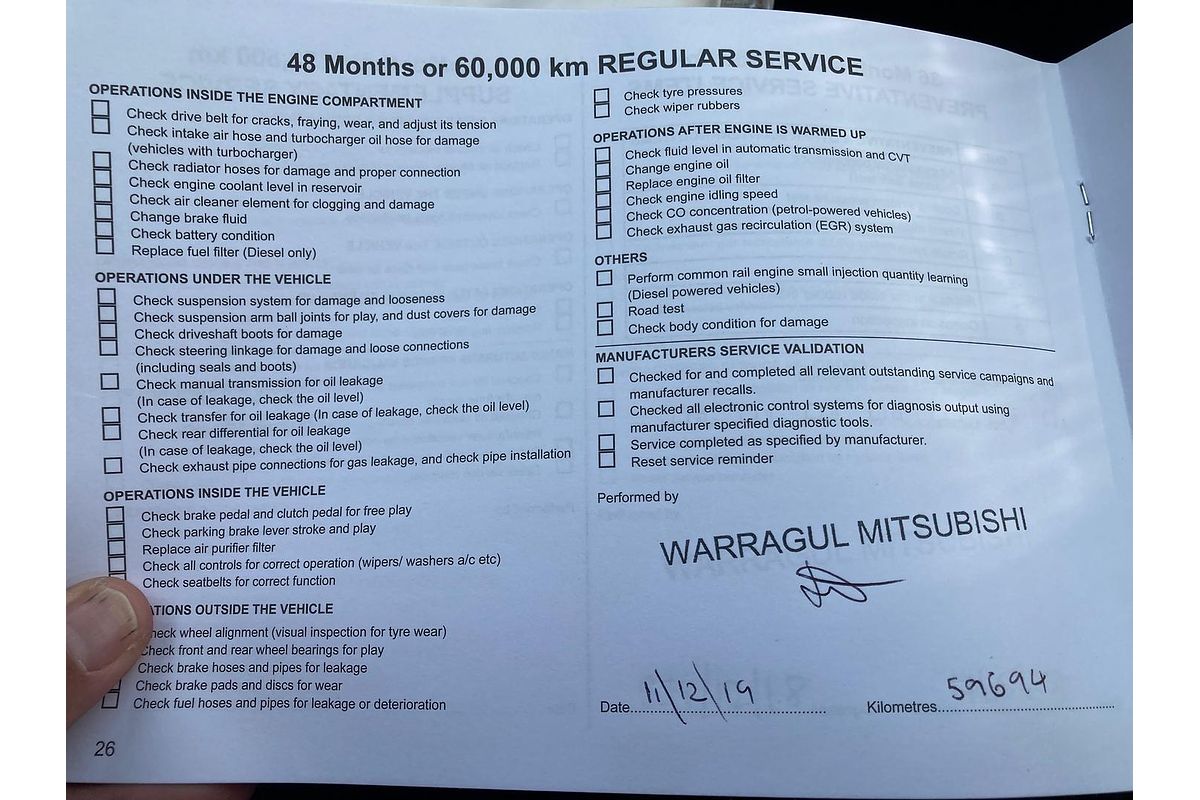 48 Months or 60,000 km REGULAR SERVICE
OPERATIONS INSIDE THE ENGINE COMPARTMENT
Check drive belt for cracks, fraying, wear, and adjust its tension
Check intake air hose and turbocharger oil hose for damage
(vehicles with turbocharger)
Check radiator hoses for damage and proper connection
Check engine coolant level in reservoir
Check air cleaner element for clogging and damage
Change brake fluid
Check battery condition
Replace fuel filter (Diesel only)
OPERATIONS UNDER THE VEHICLE
Check suspension system for damage and looseness
Check suspension arm ball joints for play, and dust covers for damage
Check driveshaft boots for damage
Check steering linkage for damage and loose connections
(including seals and boots)
Check manual transmission for oil leakage
(In case of leakage, check the oil level)
Check transfer for oil leakage (In case of leakage, check the oil level)
Check rear differential for oil leakage
(In case of leakage, check the oil level)
Check exhaust pipe connections for gas leakage, and check pipe installation
OPERATIONS INSIDE THE VEHICLE
Check brake pedal and clutch pedal for free play
Check parking brake lever stroke and play
Replace air purifier filter
Check all controls for correct operation (wipers/ washers a/c etc)
Check seatbelts for correct function
TIONS OUTSIDE THE VEHICLE
heck wheel alignment (visual inspection for tyre wear)
Check front and rear wheel bearings for play
Check brake hoses and pipes for leakage
Check brake pads and discs for wear
Check fuel hoses and pipes for leakage or deterioration
26
Check tyre pressures
Check wiper rubbers
OPERATIONS AFTER ENGINE IS WARMED UP
Check fluid level in automatic transmission and CVT
Change engine oil
Replace engine oil filter
Check engine idling speed
Check CO concentration (petrol-powered vehicles)
Check exhaust gas recirculation (EGR) system
OTHERS
Perform common rail engine small injection quantity learning
(Diesel powered vehicles)
Road test
Check body condition for damage
MANUFACTURERS SERVICE VALIDATION
Checked for and completed all relevant outstanding service campaigns and
manufacturer recalls.
Checked all electronic control systems for diagnosis output using
manufacturer specified diagnostic tools.
Service completed as specified by manufacturer.
Reset service reminder
Performed by
WARRAGUL MITSUBISHI
Date 11/12/19 Kilometres 59694